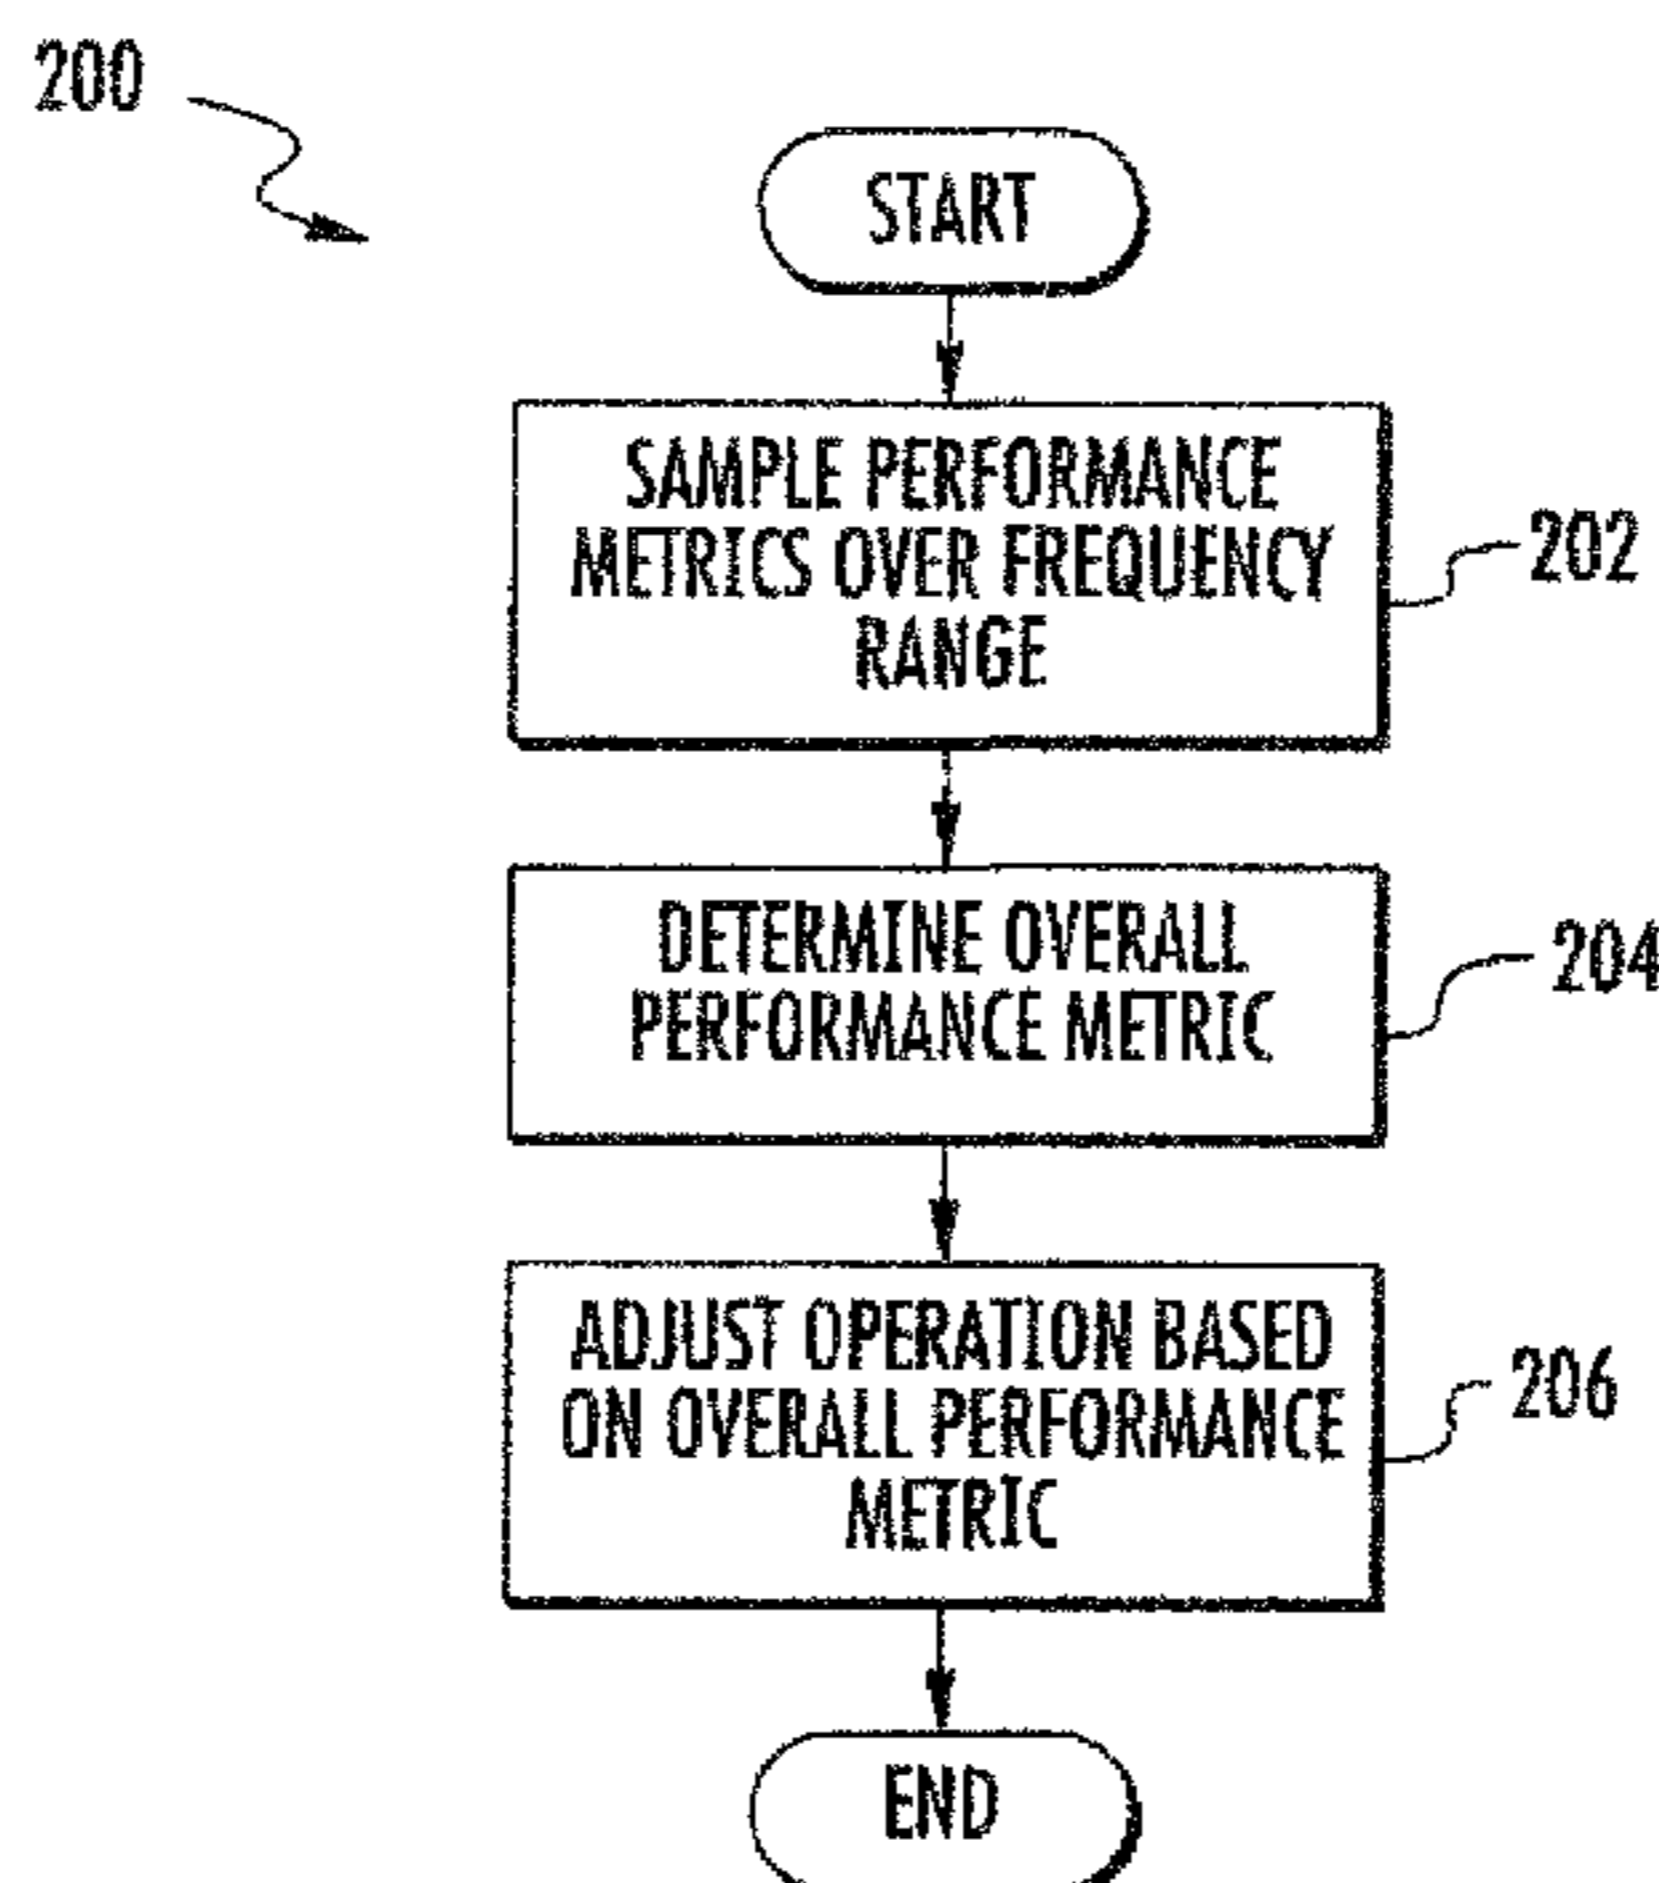 200
START
SAMPLE PERFORMANCE
METRICS OVER FREQUENCY
RANGE
202
DETERMINE OVERALL
PERFORMANCE METRIC
204
ADJUST OPERATION BASED
ON OVERALL PERFORMANCE
METRIC
206
END